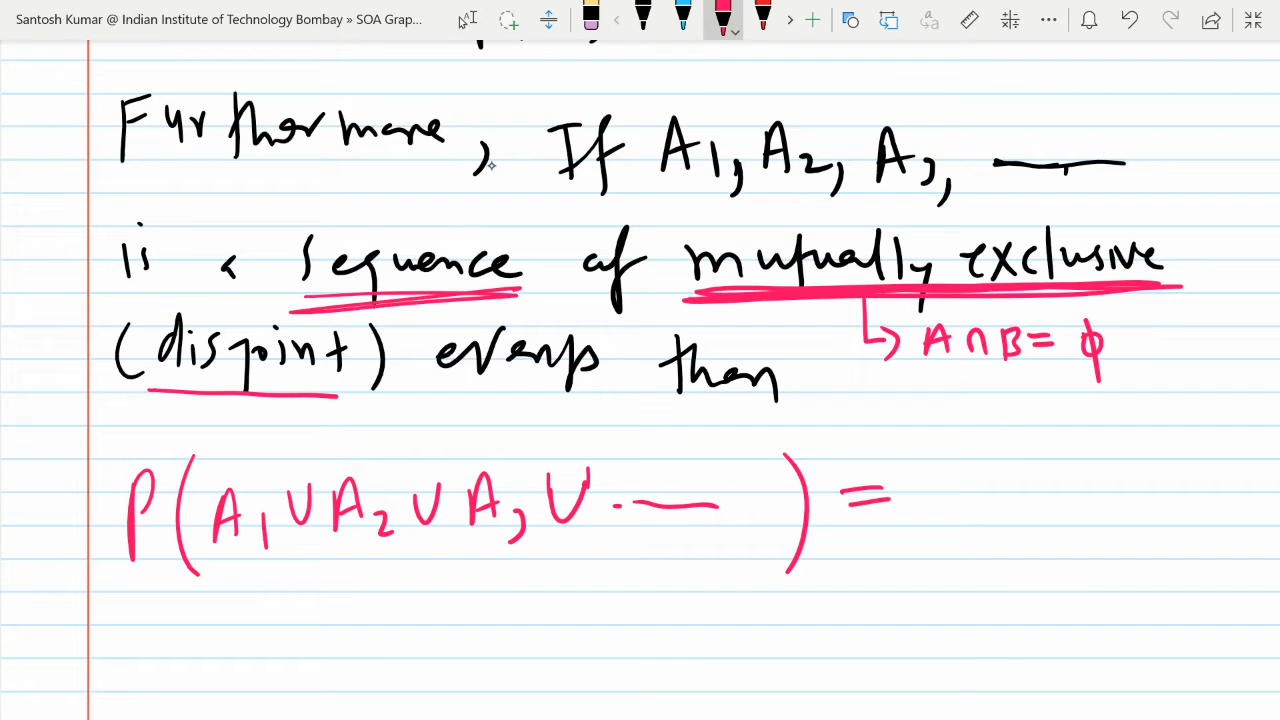 Santosh Kumar @ Indian Institute of Technology Bombay » SOA Grap...
Furthermore, If A1, A2, A3, ——
is a sequence of mutually exclusive
(disjoint) events then
↳ A ∩ B = ϕ
P(A1 ∪ A2 ∪ A3 ∪ ·——) =